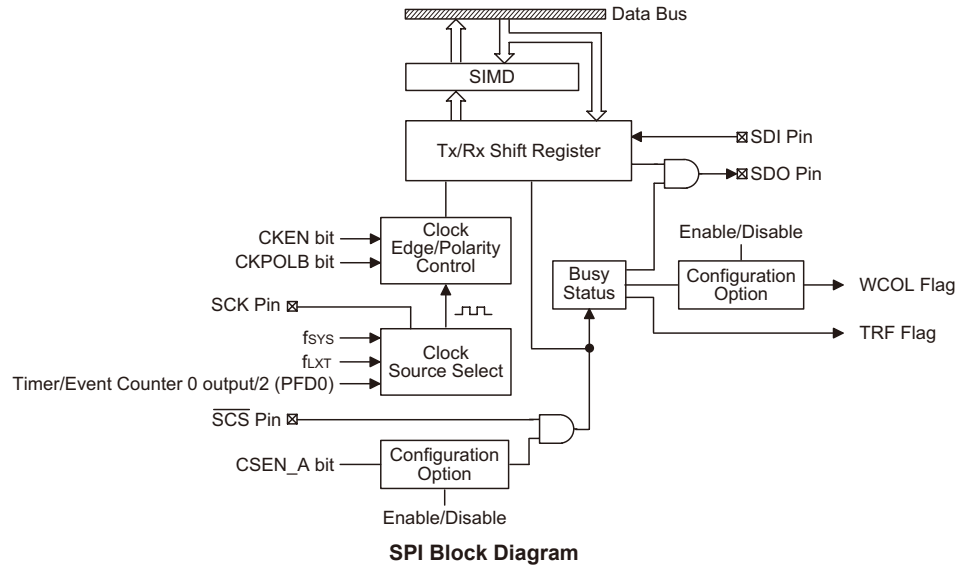 Data Bus
SIMD
Tx/Rx Shift Register
SDI Pin
SDO Pin
CKEN bit
CKPOLB bit
Clock
Edge/Polarity
Control
Enable/Disable
Busy
Status
Configuration
Option
WCOL Flag
TRF Flag
SCK Pin
fSYS
fLXT
Timer/Event Counter 0 output/2 (PFD0)
Clock
Source Select
SCS Pin
CSEN_A bit
Configuration
Option
Enable/Disable
SPI Block Diagram